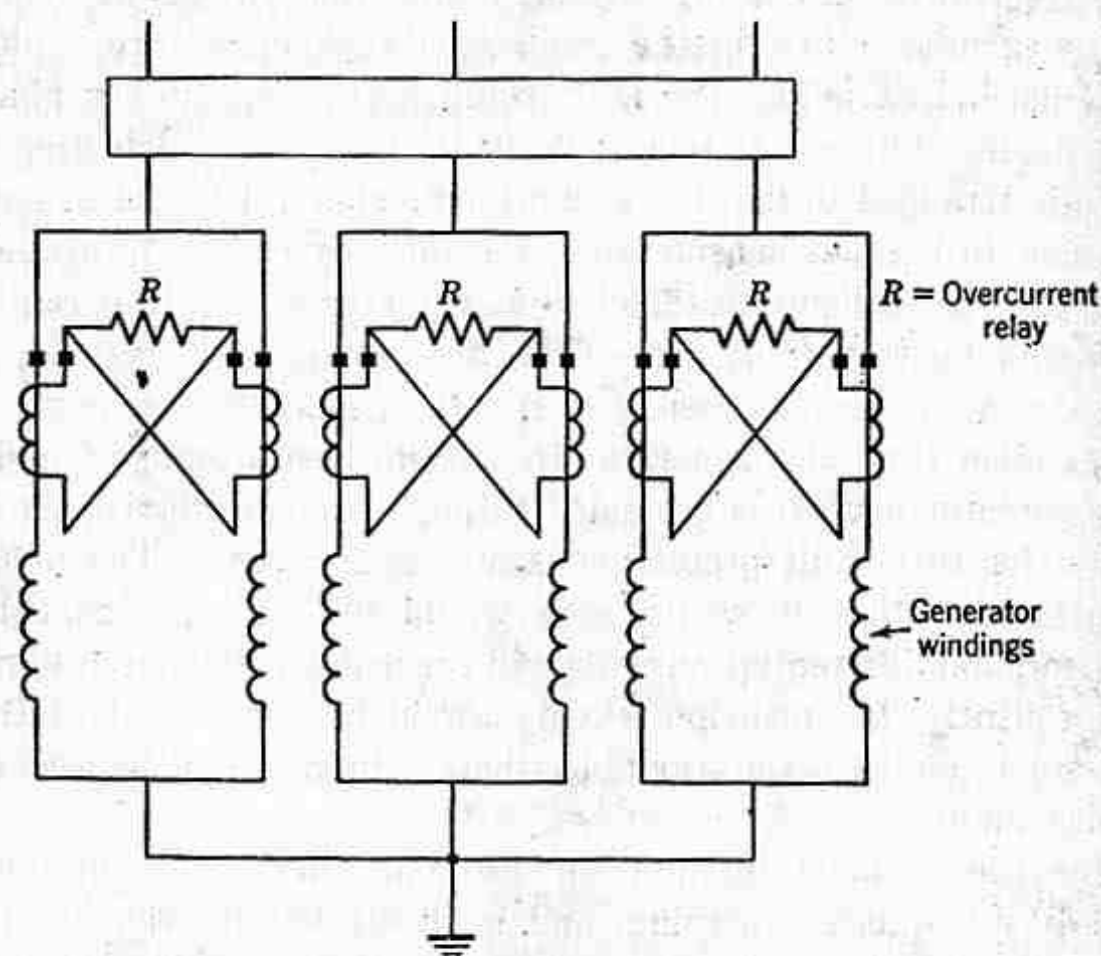 R
R
R
R = Overcurrent
relay
Generator
windings